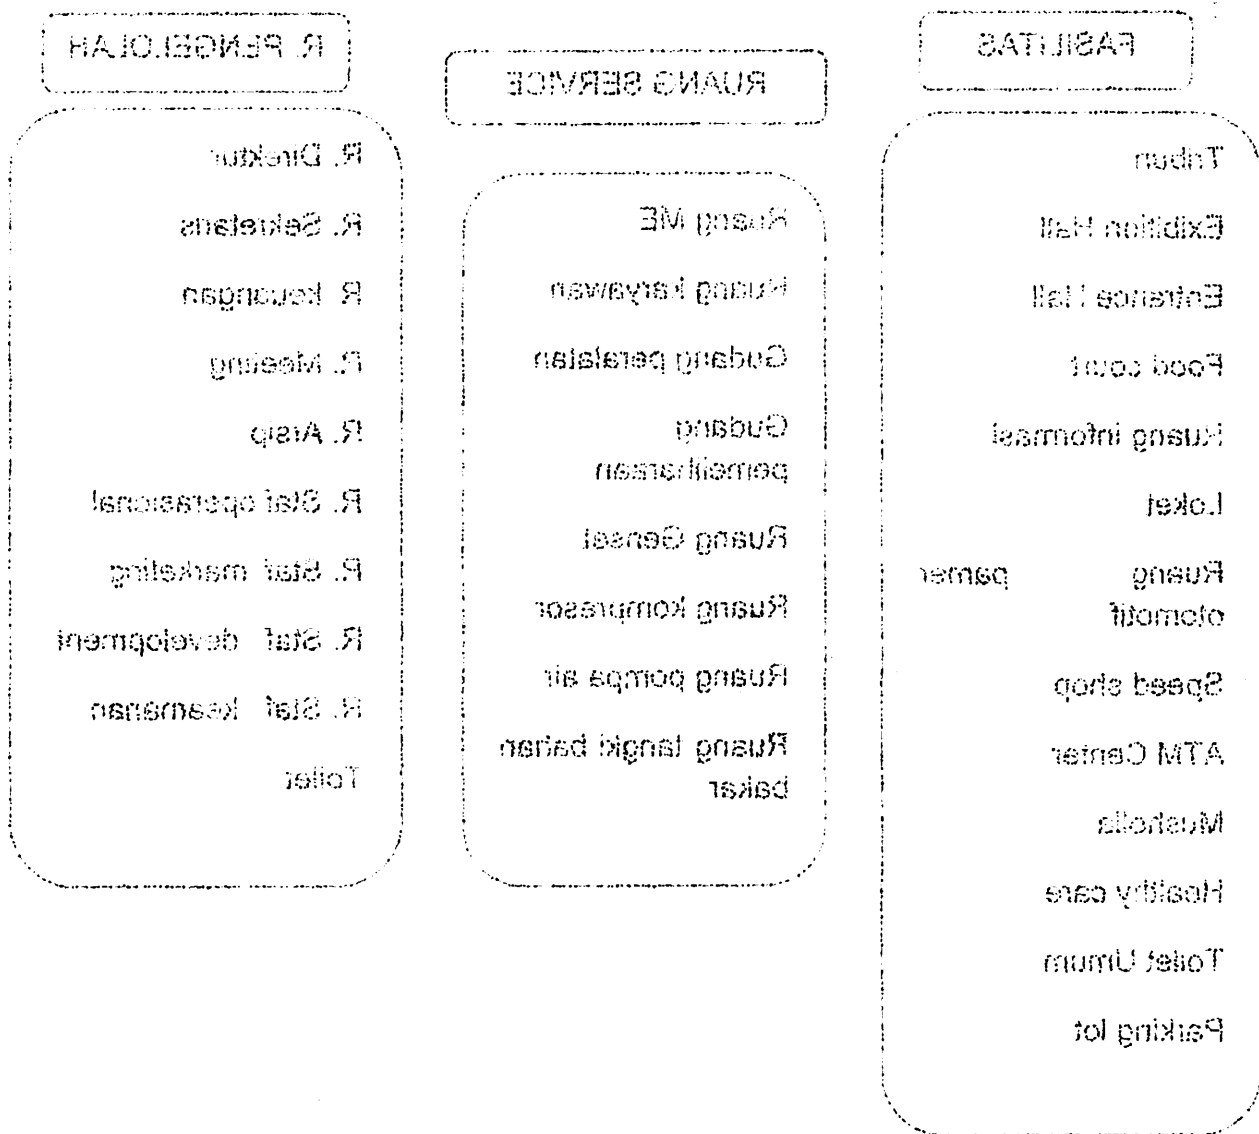 FASILITAS
Tribun
Exibition Hall
Entrance Hall
Food court
Ruang informasi
Loket
Ruang pamer
otomotif
Speed shop
ATM Center
Musholla
Healthy care
Toilet Umum
Parking lot
RUANG SERVICE
Ruang ME
Ruang karyawan
Gudang peralatan
Gudang
pemeliharaan
Ruang Genset
Ruang kompresor
Ruang pompa air
Ruang tangki bahan
bakar
R. PENGELOLAH
R. Direktur
R. Sekretaris
R. keuangan
R. Meeting
R. Arsip
R. Staf operasional
R. Staf marketing
R. Staf development
R. Staf keamanan
Toilet